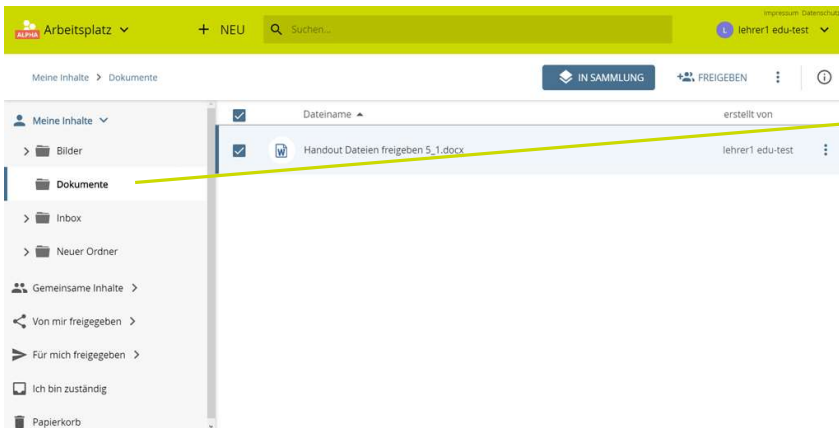 Impressum Datenschutz
ALPHA Arbeitsplatz + NEU Suchen... L lehrer1 edu-test
Meine Inhalte > Dokumente IN SAMMLUNG FREIGEBEN
Meine Inhalte
Dateiname erstellt von
Bilder
W Handout Dateien freigeben 5_1.docx lehrer1 edu-test
Dokumente
Inbox
Neuer Ordner
Gemeinsame Inhalte
Von mir freigegeben
Für mich freigegeben
Ich bin zuständig
Papierkorb